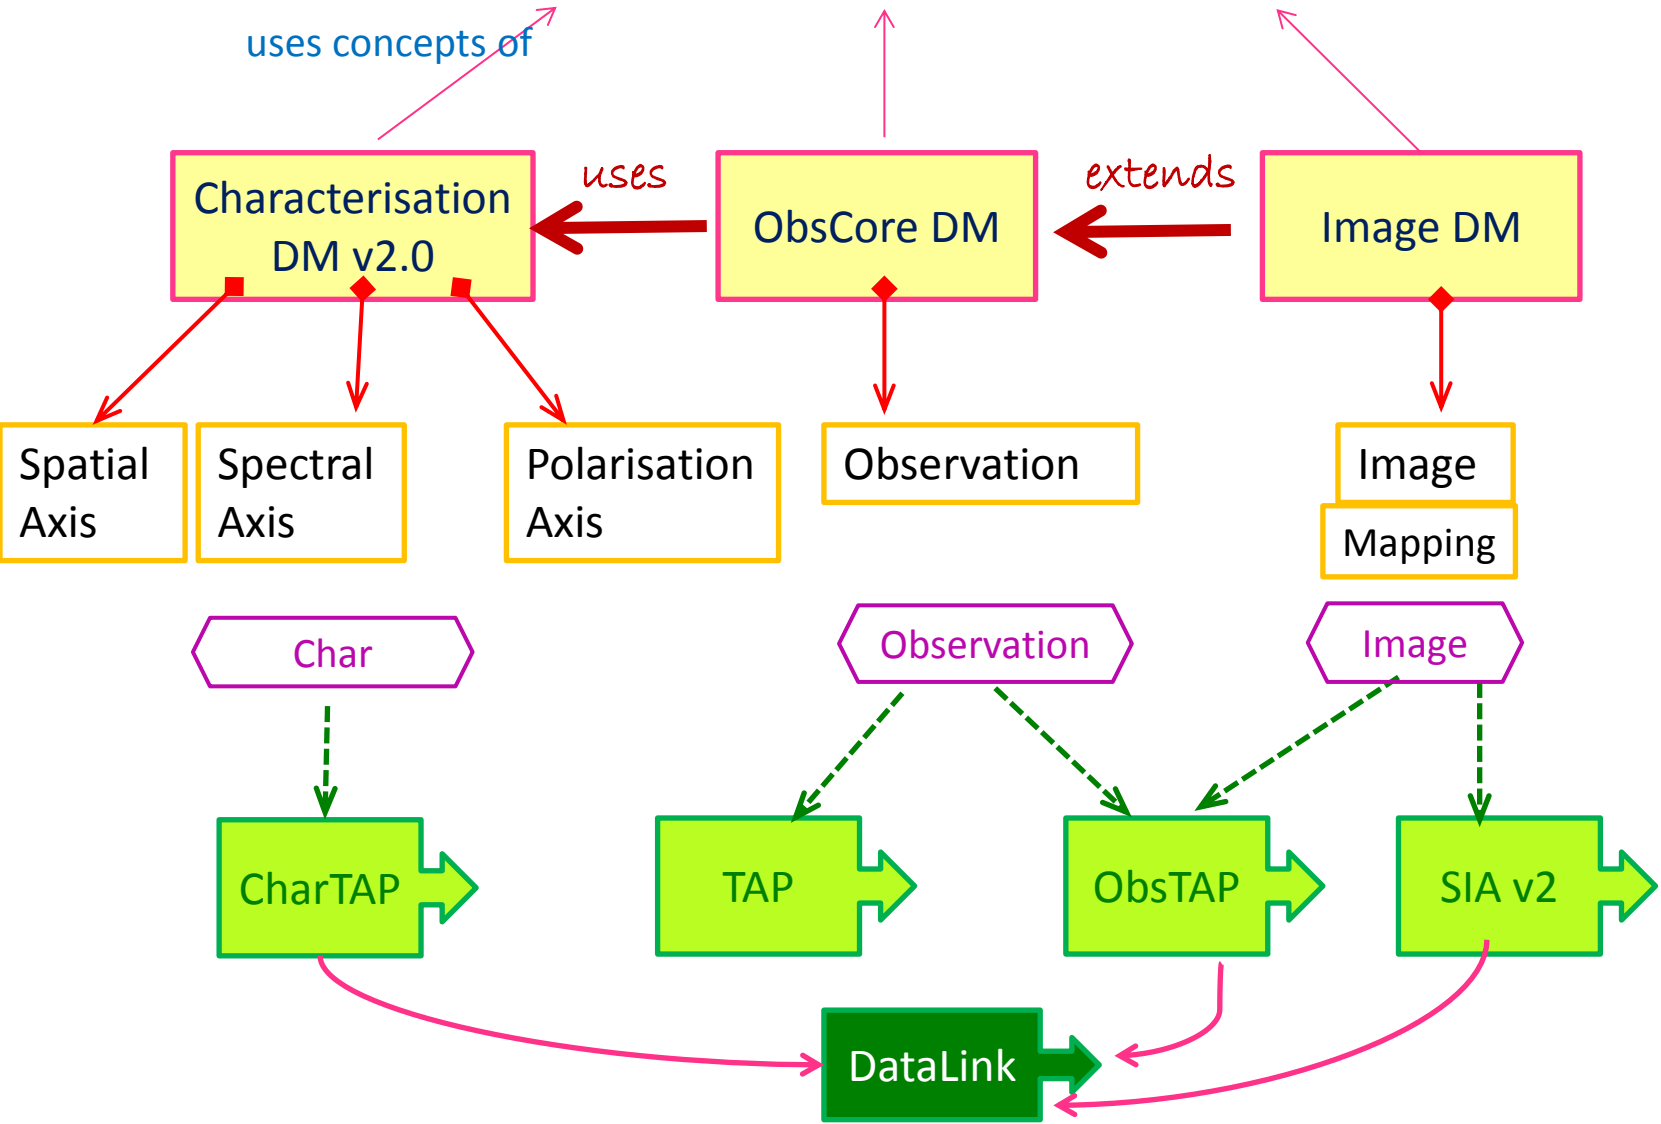 uses concepts of
Characterisation
DM v2.0
uses
ObsCore DM
extends
Image DM
Spatial
Axis
Spectral
Axis
Polarisation
Axis
Observation
Image
Mapping
Char
Observation
Image
CharTAP
TAP
ObsTAP
SIA v2
DataLink